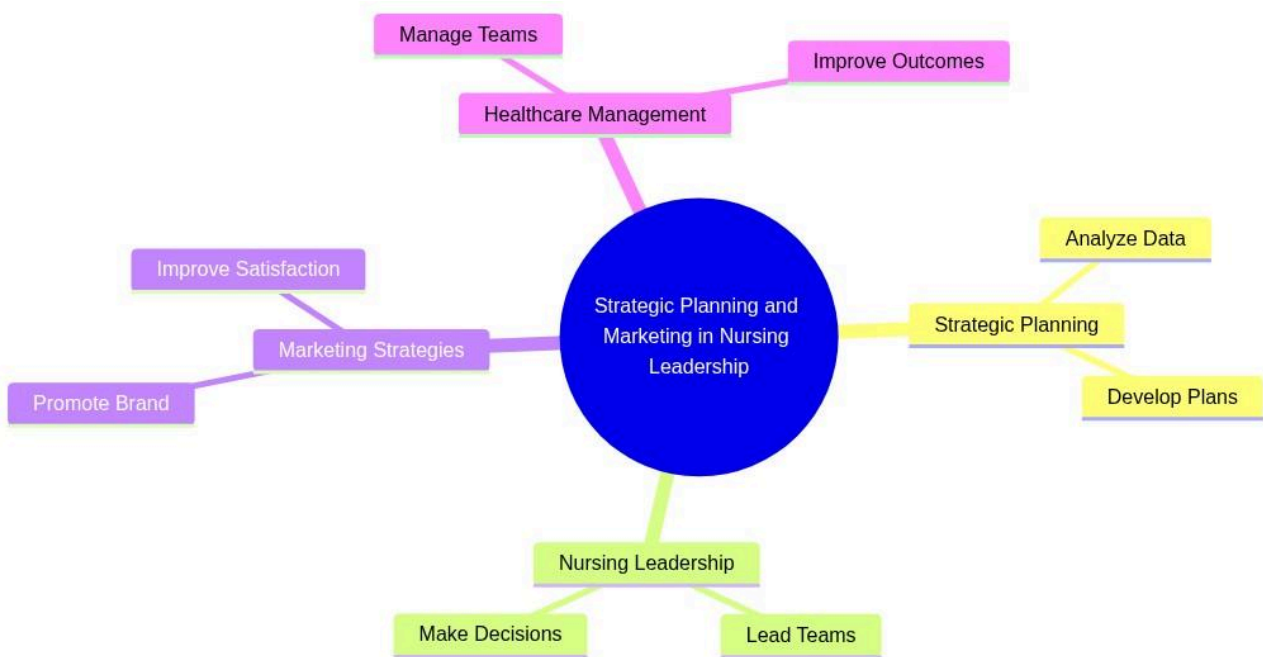 Manage Teams
Improve Outcomes
Healthcare Management
Analyze Data
Improve Satisfaction
Strategic Planning and
Marketing in Nursing
Leadership
Strategic Planning
Marketing Strategies
Promote Brand
Develop Plans
Nursing Leadership
Make Decisions
Lead Teams